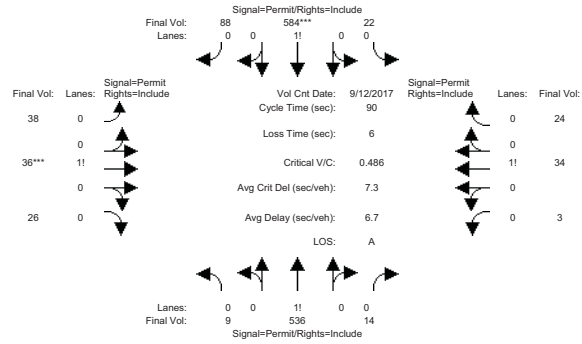 Signal=Permit/Rights=Include
Final Vol: 88 584*** 22
Lanes: 0 0 1! 0 0
Signal=Permit
Final Vol: Lanes: Rights=Include
Vol Cnt Date: 9/12/2017
Signal=Permit
Rights=Include Lanes: Final Vol:
Cycle Time (sec): 90
38 0
0 24
Loss Time (sec): 6
0
0
36*** 1!
Critical V/C: 0.486
1! 34
0
Avg Crit Del (sec/veh): 7.3
0
26 0
Avg Delay (sec/veh): 6.7
0 3
LOS: A
Lanes: 0 0 1! 0 0
Final Vol: 9 536 14
Signal=Permit/Rights=Include